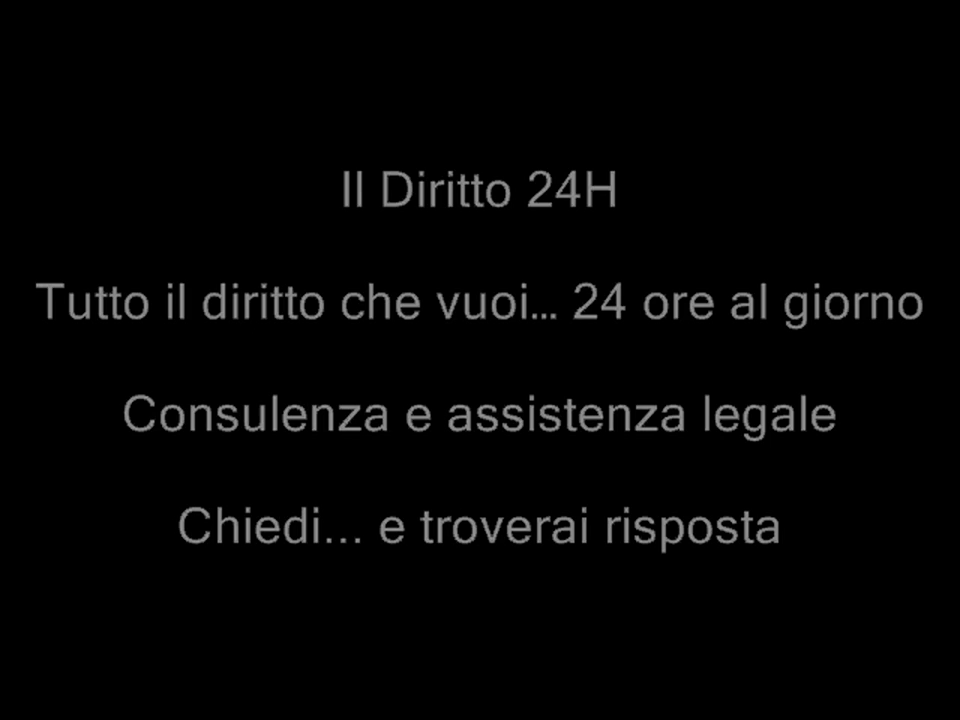 Il Diritto 24H
Tutto il diritto che vuoi… 24 ore al giorno
Consulenza e assistenza legale
Chiedi... e troverai risposta